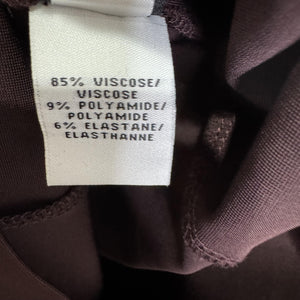 85% VISCOSE/
VISCOSE
9% POLYAMIDE/
POLYAMIDE
6% ELASTANE/
ELASTHANNE